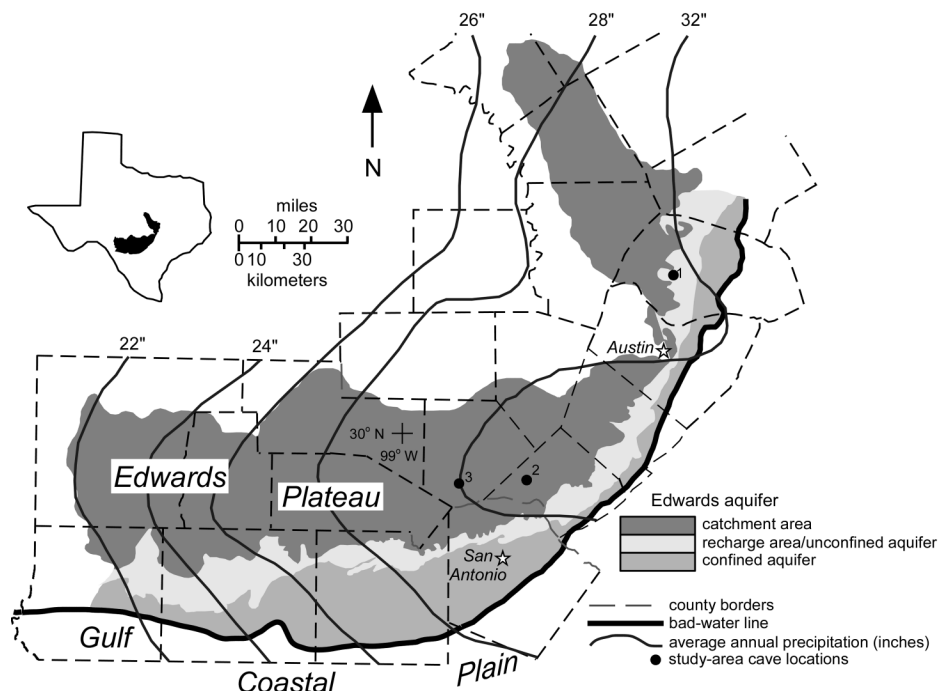 26"
28"
32"
N
miles
0 10 20 30
0 10 30
kilometers
1
Austin
22"
24"
30° N
99° W
Edwards
Plateau
3
2
San
Antonio
Edwards aquifer
catchment area
recharge area/unconfined aquifer
confined aquifer
county borders
bad-water line
average annual precipitation (inches)
study-area cave locations
Gulf
Coastal
Plain